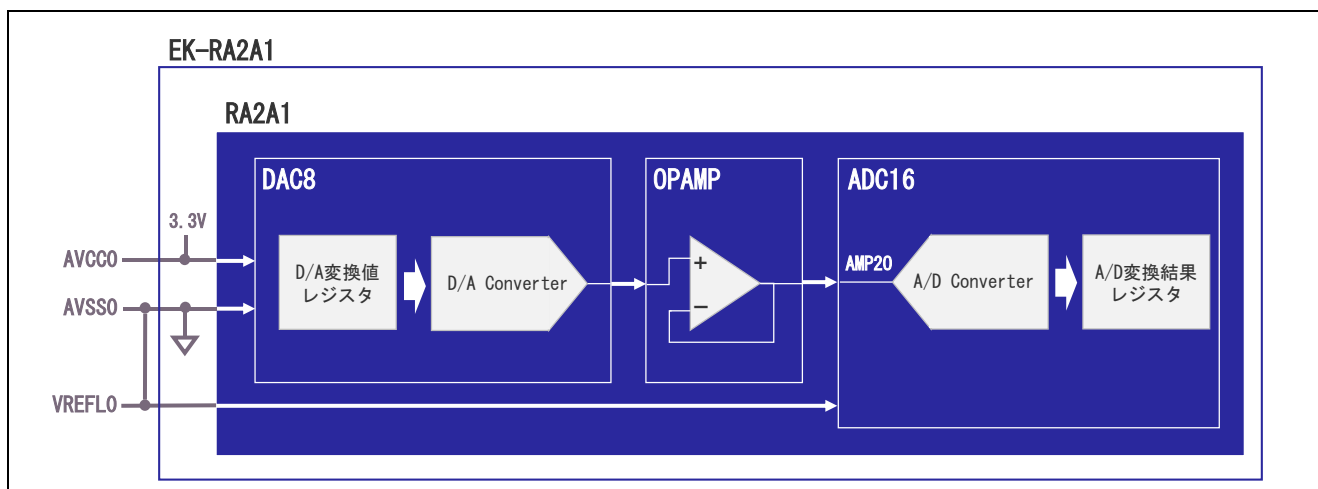 EK-RA2A1
RA2A1
DAC8
OPAMP
ADC16
3.3V
AVCC0
AVSS0
VREFL0
D/A変換値
レジスタ
D/A Converter
+
−
AMP2O
A/D Converter
A/D変換結果
レジスタ